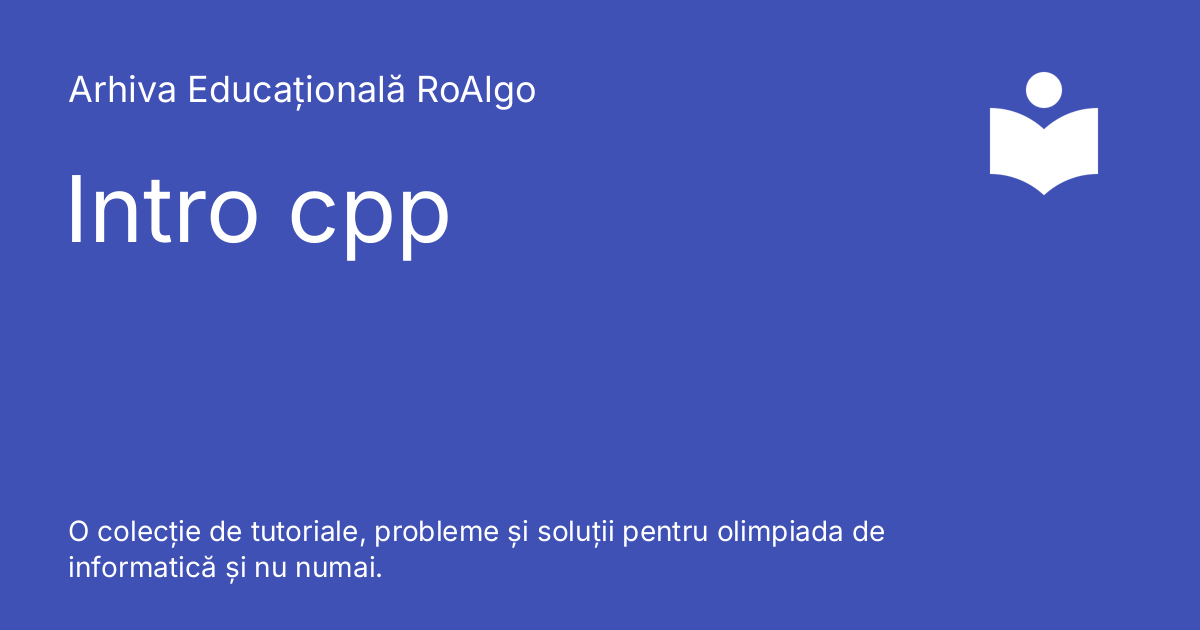 Arhiva Educațională RoAlgo
Intro cpp
O colecție de tutoriale, probleme și soluții pentru olimpiada de
informatică și nu numai.